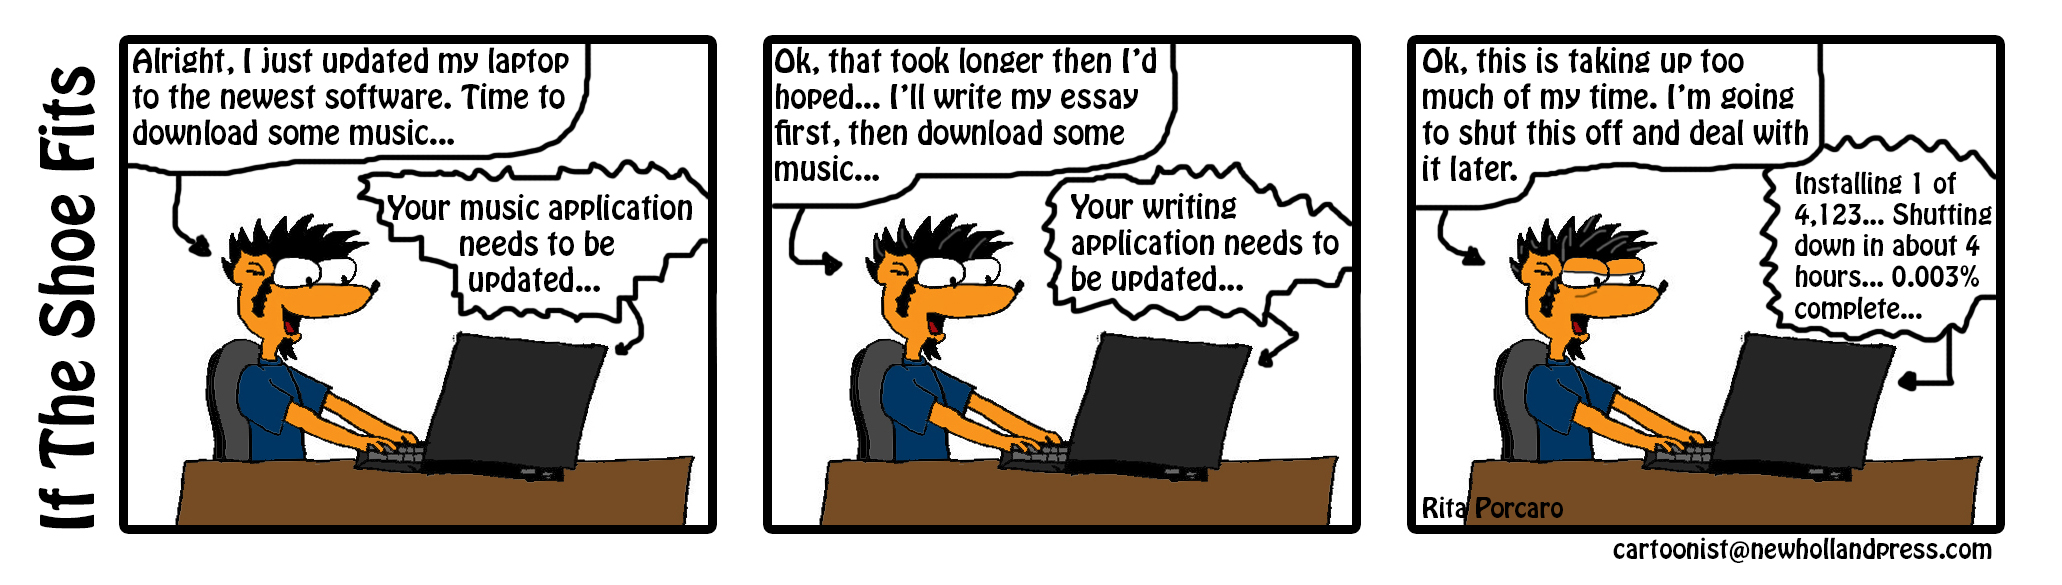 If The Shoe Fits
Alright, I just updated my laptop
to the newest software. Time to
download some music...
Your music application
needs to be
updated...
Ok, that took longer then I'd
hoped... I'll write my essay
first, then download some
music...
Your writing
application needs to
be updated...
Ok, this is taking up too
much of my time. I'm going
to shut this off and deal with
it later.
Installing 1 of
4,123... Shutting
down in about 4
hours... 0.003%
complete...
Rita Porcaro
cartoonist@newhollandpress.com